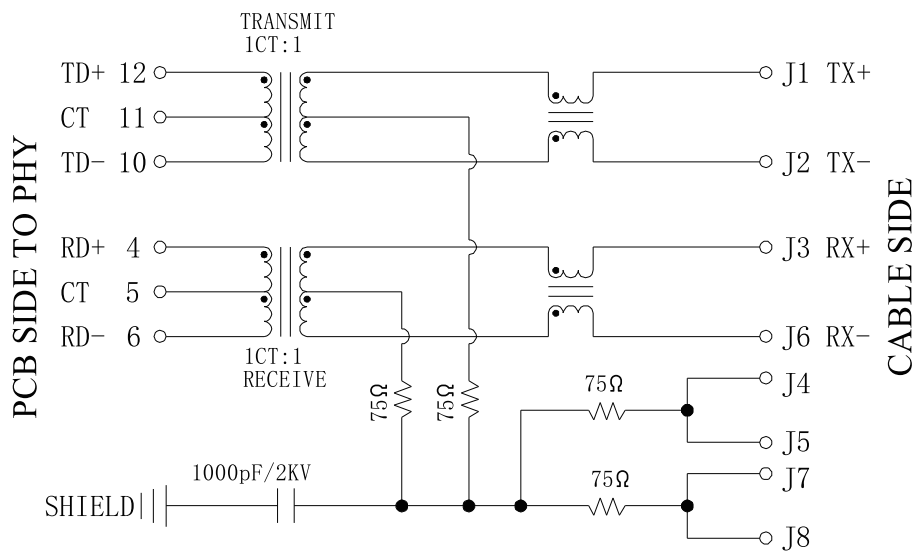 TRANSMIT
1CT:1
TD+ 12
J1 TX+
CT 11
TD- 10
J2 TX-
PCB SIDE TO PHY
CABLE SIDE
RD+ 4
J3 RX+
CT 5
RD- 6
J6 RX-
1CT:1
RECEIVE
75Ω
75Ω
75Ω
J4
J5
1000pF/2KV
75Ω
J7
SHIELD
J8